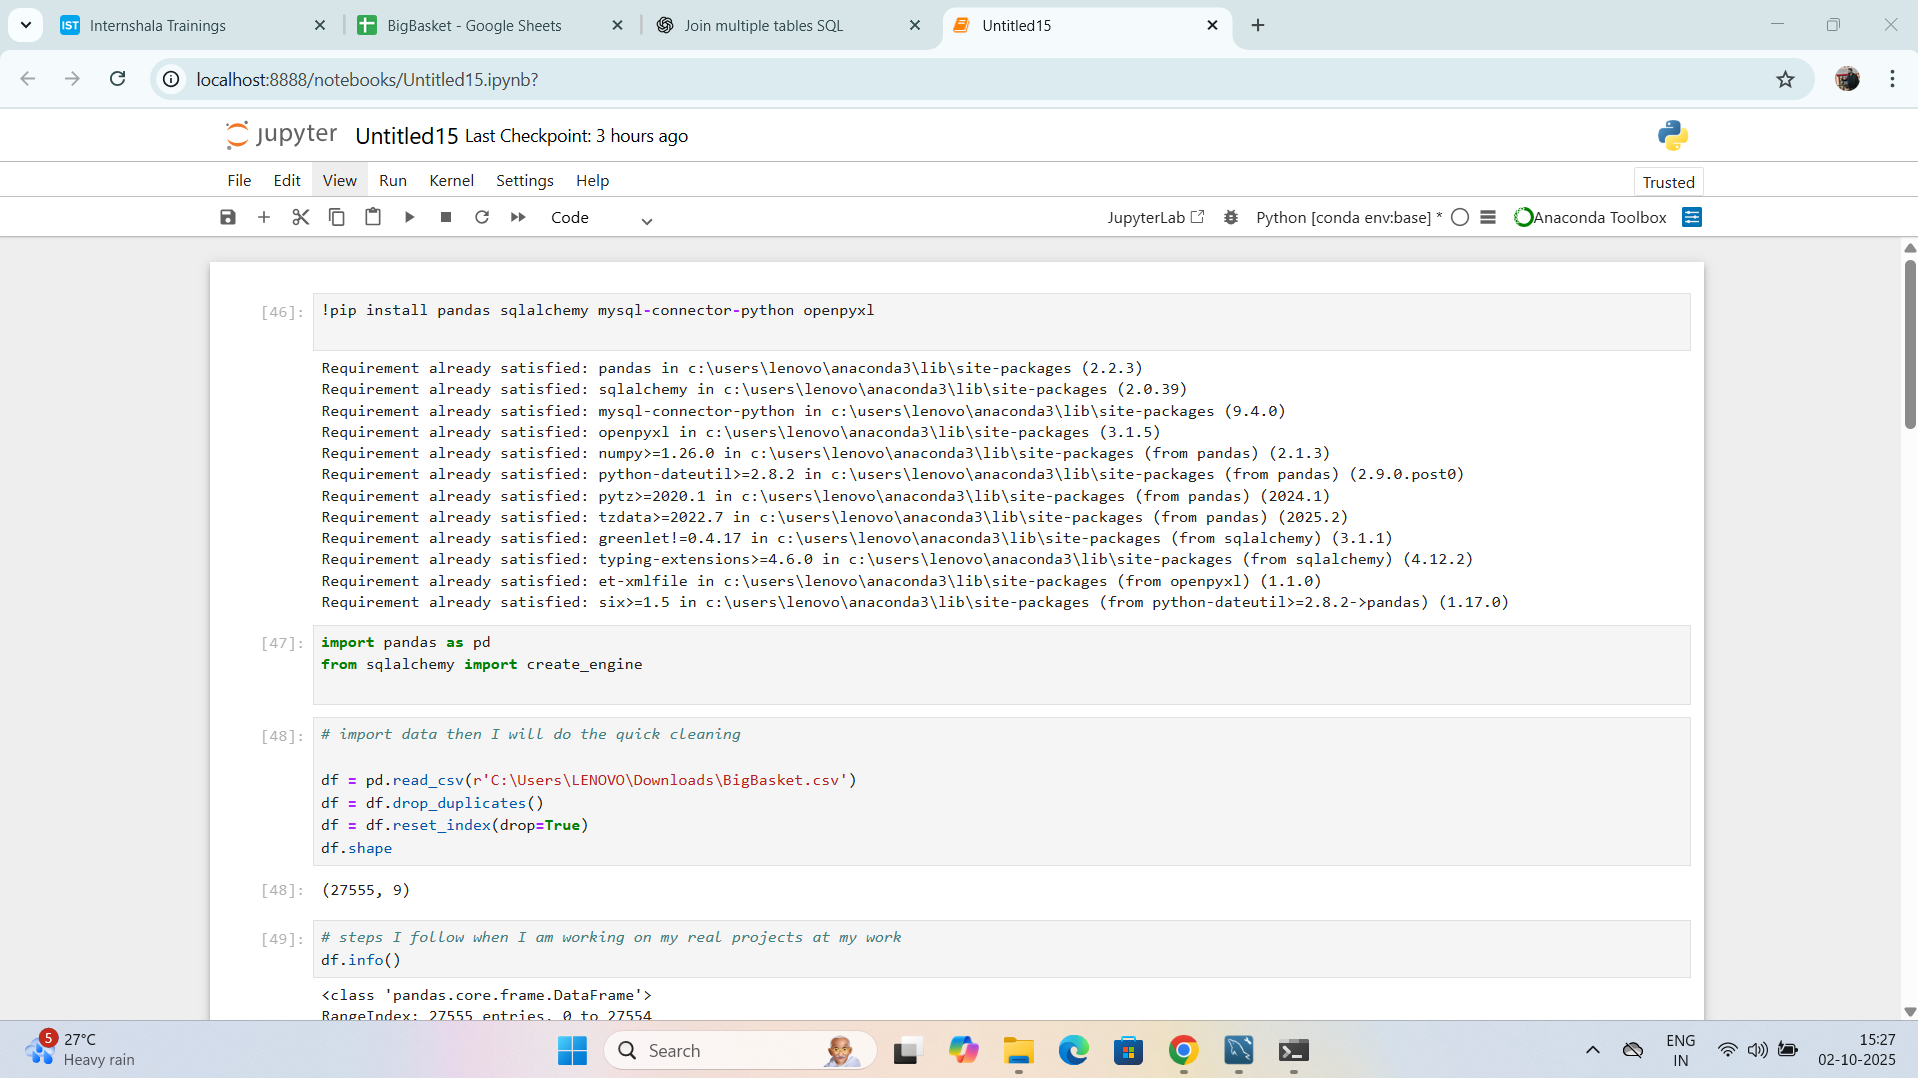 IST Internshala Trainings
BigBasket - Google Sheets
Join multiple tables SQL
Untitled15
localhost:8888/notebooks/Untitled15.ipynb?
jupyter Untitled15 Last Checkpoint: 3 hours ago
File Edit View Run Kernel Settings Help
Trusted
Code
JupyterLab
Python [conda env:base] *
Anaconda Toolbox
[46]: !pip install pandas sqlalchemy mysql-connector-python openpyxl
Requirement already satisfied: pandas in c:\users\lenovo\anaconda3\lib\site-packages (2.2.3)
Requirement already satisfied: sqlalchemy in c:\users\lenovo\anaconda3\lib\site-packages (2.0.39)
Requirement already satisfied: mysql-connector-python in c:\users\lenovo\anaconda3\lib\site-packages (9.4.0)
Requirement already satisfied: openpyxl in c:\users\lenovo\anaconda3\lib\site-packages (3.1.5)
Requirement already satisfied: numpy>=1.26.0 in c:\users\lenovo\anaconda3\lib\site-packages (from pandas) (2.1.3)
Requirement already satisfied: python-dateutil>=2.8.2 in c:\users\lenovo\anaconda3\lib\site-packages (from pandas) (2.9.0.post0)
Requirement already satisfied: pytz>=2020.1 in c:\users\lenovo\anaconda3\lib\site-packages (from pandas) (2024.1)
Requirement already satisfied: tzdata>=2022.7 in c:\users\lenovo\anaconda3\lib\site-packages (from pandas) (2025.2)
Requirement already satisfied: greenlet!=0.4.17 in c:\users\lenovo\anaconda3\lib\site-packages (from sqlalchemy) (3.1.1)
Requirement already satisfied: typing-extensions>=4.6.0 in c:\users\lenovo\anaconda3\lib\site-packages (from sqlalchemy) (4.12.2)
Requirement already satisfied: et-xmlfile in c:\users\lenovo\anaconda3\lib\site-packages (from openpyxl) (1.1.0)
Requirement already satisfied: six>=1.5 in c:\users\lenovo\anaconda3\lib\site-packages (from python-dateutil>=2.8.2->pandas) (1.17.0)
[47]: import pandas as pd
from sqlalchemy import create_engine
[48]: # import data then I will do the quick cleaning
df = pd.read_csv(r'C:\Users\LENOVO\Downloads\BigBasket.csv')
df = df.drop_duplicates()
df = df.reset_index(drop=True)
df.shape
[48]: (27555, 9)
[49]: # steps I follow when I am working on my real projects at my work
df.info()
<class 'pandas.core.frame.DataFrame'>
RangeIndex: 27555 entries, 0 to 27554
5
27°C
Heavy rain
Search
ENG
IN
15:27
02-10-2025